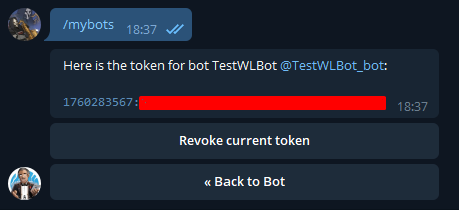 /mybots
18:37
Here is the token for bot TestWLBot @TestWLBot_bot:
1760283567:
18:37
Revoke current token
« Back to Bot